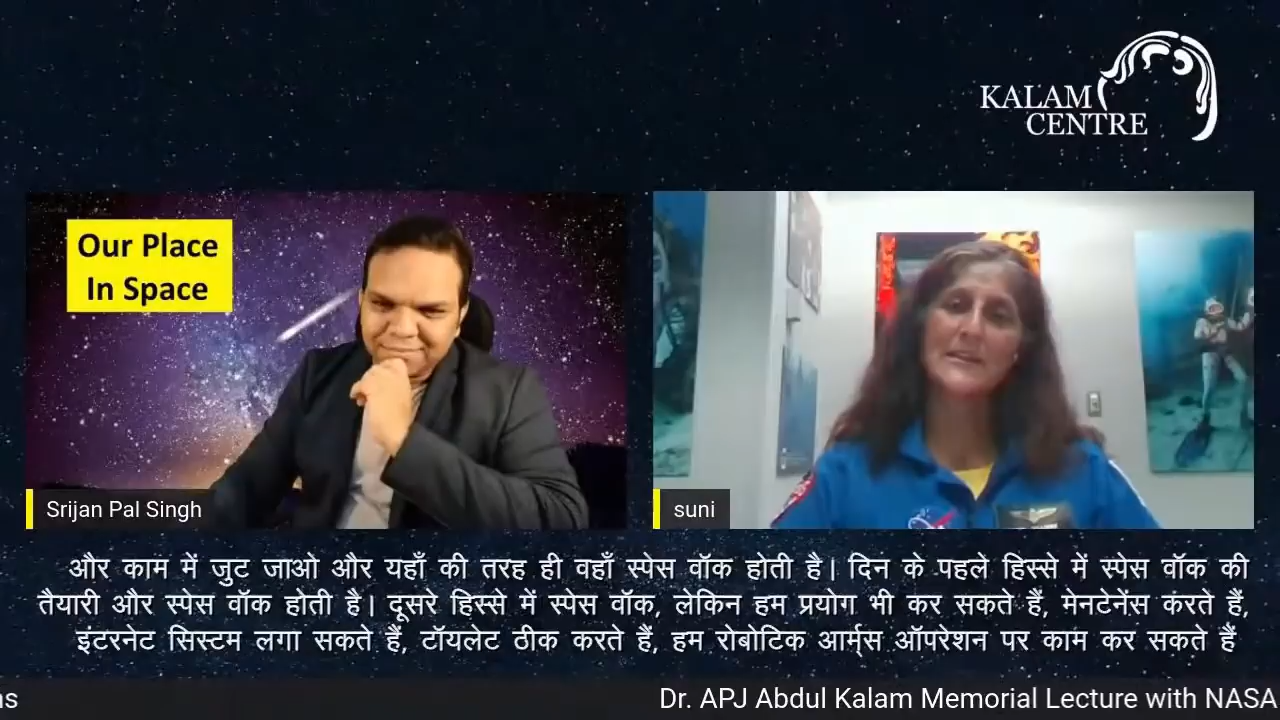 KALAM
CENTRE
Our Place
In Space
Srijan Pal Singh
suni
और काम में जुट जाओ और यहाँ की तरह ही वहाँ स्पेस वॉक होती है। दिन के पहले हिस्से में स्पेस वॉक की
तैयारी और स्पेस वॉक होती है। दूसरे हिस्से में स्पेस वॉक, लेकिन हम प्रयोग भी कर सकते हैं, मेनटेनेंस करते हैं,
इंटरनेट सिस्टम लगा सकते हैं, टॉयलेट ठीक करते हैं, हम रोबोटिक आर्म्स ऑपरेशन पर काम कर सकते हैं
ns Dr. APJ Abdul Kalam Memorial Lecture with NASA